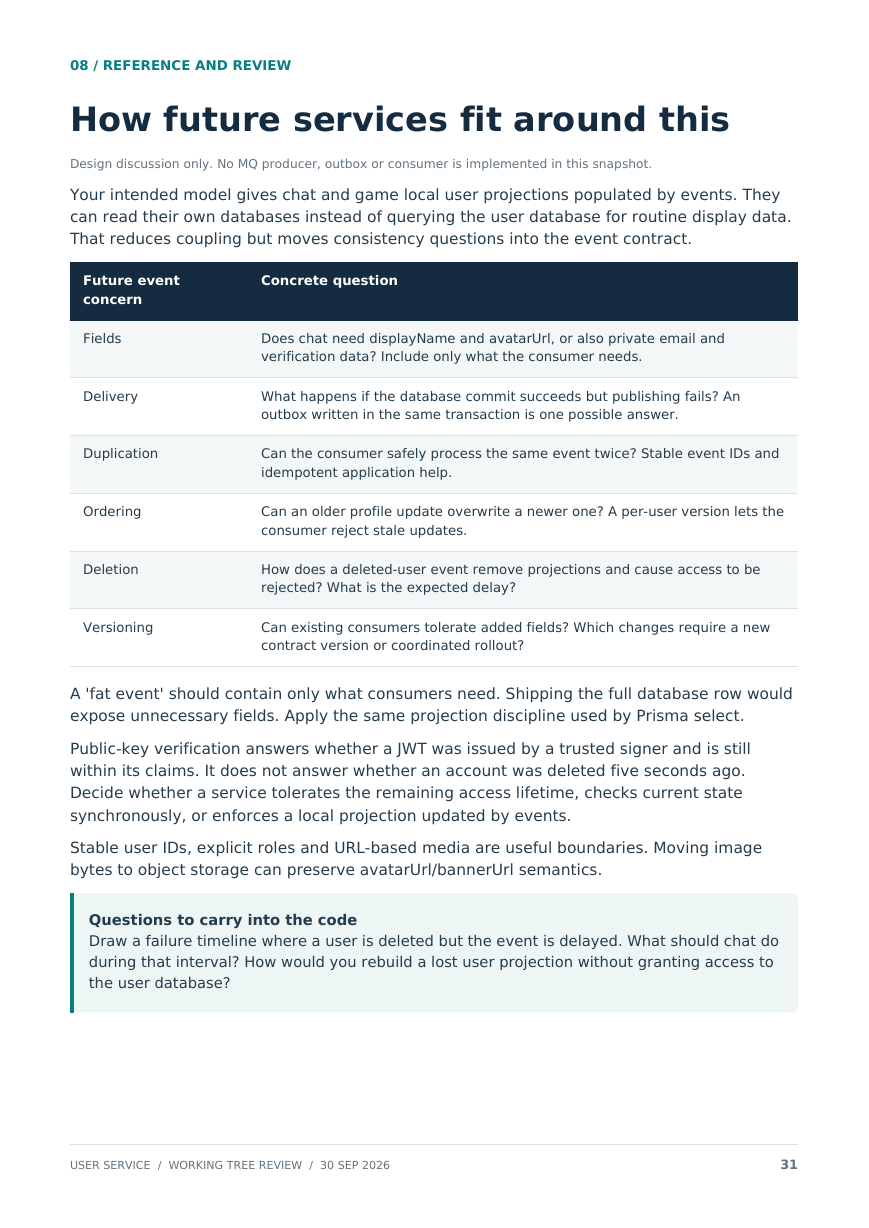 08 / REFERENCE AND REVIEW
How future services fit around this
Design discussion only. No MQ producer, outbox or consumer is implemented in this snapshot.
Your intended model gives chat and game local user projections populated by events. They
can read their own databases instead of querying the user database for routine display data.
That reduces coupling but moves consistency questions into the event contract.
Future event
concern
Concrete question
Fields
Does chat need displayName and avatarUrl, or also private email and
verification data? Include only what the consumer needs.
Delivery
What happens if the database commit succeeds but publishing fails? An
outbox written in the same transaction is one possible answer.
Duplication
Can the consumer safely process the same event twice? Stable event IDs and
idempotent application help.
Ordering
Can an older profile update overwrite a newer one? A per-user version lets the
consumer reject stale updates.
Deletion
How does a deleted-user event remove projections and cause access to be
rejected? What is the expected delay?
Versioning
Can existing consumers tolerate added fields? Which changes require a new
contract version or coordinated rollout?
A 'fat event' should contain only what consumers need. Shipping the full database row would
expose unnecessary fields. Apply the same projection discipline used by Prisma select.
Public-key verification answers whether a JWT was issued by a trusted signer and is still
within its claims. It does not answer whether an account was deleted five seconds ago.
Decide whether a service tolerates the remaining access lifetime, checks current state
synchronously, or enforces a local projection updated by events.
Stable user IDs, explicit roles and URL-based media are useful boundaries. Moving image
bytes to object storage can preserve avatarUrl/bannerUrl semantics.
Questions to carry into the code
Draw a failure timeline where a user is deleted but the event is delayed. What should chat do
during that interval? How would you rebuild a lost user projection without granting access to
the user database?
USER SERVICE / WORKING TREE REVIEW / 30 SEP 2026
31